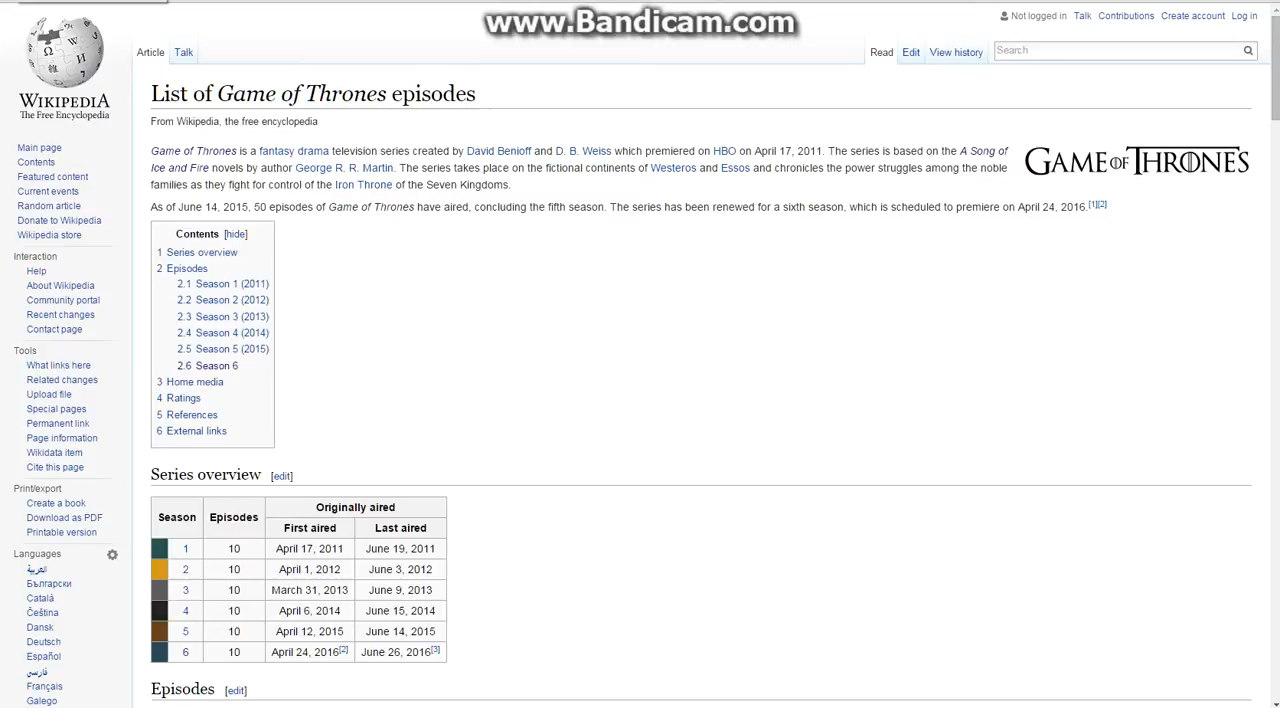 www.Bandicam.com
Not logged in Talk Contributions Create account Log in
Article Talk Read Edit View history Search
WIKIPEDIA
The Free Encyclopedia
Main page
Contents
Featured content
Current events
Random article
Donate to Wikipedia
Wikipedia store
Interaction
Help
About Wikipedia
Community portal
Recent changes
Contact page
Tools
What links here
Related changes
Upload file
Special pages
Permanent link
Page information
Wikidata item
Cite this page
Print/export
Create a book
Download as PDF
Printable version
Languages
العربية
Български
Català
Čeština
Dansk
Deutsch
Español
فارسی
Français
Galego
List of Game of Thrones episodes
From Wikipedia, the free encyclopedia
Game of Thrones is a fantasy drama television series created by David Benioff and D. B. Weiss which premiered on HBO on April 17, 2011. The series is based on the A Song of
Ice and Fire novels by author George R. R. Martin. The series takes place on the fictional continents of Westeros and Essos and chronicles the power struggles among the noble
families as they fight for control of the Iron Throne of the Seven Kingdoms.
GAME OF THRONES
As of June 14, 2015, 50 episodes of Game of Thrones have aired, concluding the fifth season. The series has been renewed for a sixth season, which is scheduled to premiere on April 24, 2016.[1][2]
Contents [hide]
1 Series overview
2 Episodes
2.1 Season 1 (2011)
2.2 Season 2 (2012)
2.3 Season 3 (2013)
2.4 Season 4 (2014)
2.5 Season 5 (2015)
2.6 Season 6
3 Home media
4 Ratings
5 References
6 External links
Series overview [edit]
Season Episodes Originally aired
First aired Last aired
1 10 April 17, 2011 June 19, 2011
2 10 April 1, 2012 June 3, 2012
3 10 March 31, 2013 June 9, 2013
4 10 April 6, 2014 June 15, 2014
5 10 April 12, 2015 June 14, 2015
6 10 April 24, 2016[2] June 26, 2016[3]
Episodes [edit]